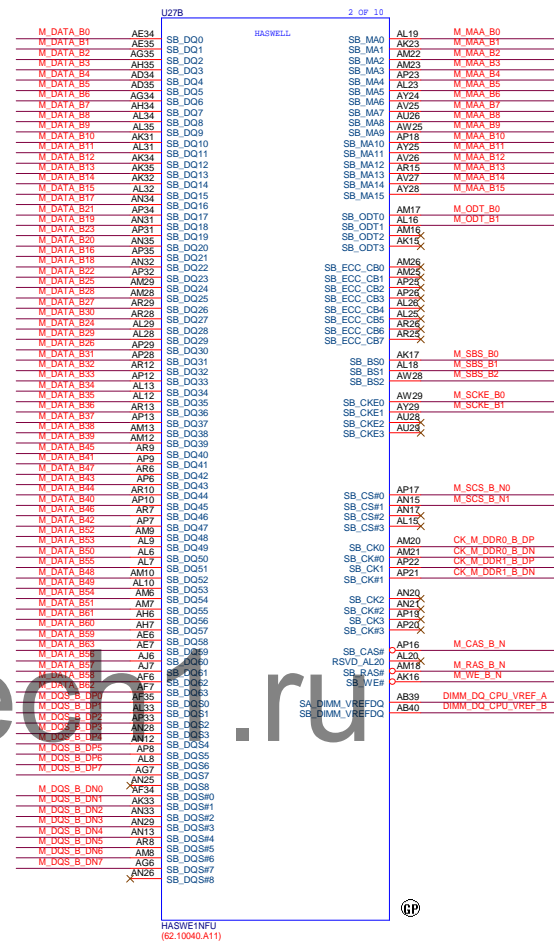 U27B 2 OF 10
HASWELL
M_DATA_B0 AE34 SB_DQ0
M_DATA_B1 AE35 SB_DQ1
M_DATA_B2 AG35 SB_DQ2
M_DATA_B3 AH35 SB_DQ3
M_DATA_B4 AD34 SB_DQ4
M_DATA_B5 AD35 SB_DQ5
M_DATA_B6 AG34 SB_DQ6
M_DATA_B7 AH34 SB_DQ7
M_DATA_B8 AL34 SB_DQ8
M_DATA_B9 AL35 SB_DQ9
M_DATA_B10 AK31 SB_DQ10
M_DATA_B11 AL31 SB_DQ11
M_DATA_B12 AK34 SB_DQ12
M_DATA_B13 AK35 SB_DQ13
M_DATA_B14 AK32 SB_DQ14
M_DATA_B15 AL32 SB_DQ15
M_DATA_B17 AN34 SB_DQ16
M_DATA_B21 AP34 SB_DQ17
M_DATA_B19 AN31 SB_DQ18
M_DATA_B23 AP31 SB_DQ19
M_DATA_B20 AN35 SB_DQ20
M_DATA_B16 AP35 SB_DQ21
M_DATA_B18 AN32 SB_DQ22
M_DATA_B22 AP32 SB_DQ23
M_DATA_B25 AM29 SB_DQ24
M_DATA_B28 AM28 SB_DQ25
M_DATA_B27 AR29 SB_DQ26
M_DATA_B30 AR28 SB_DQ27
M_DATA_B24 AL29 SB_DQ28
M_DATA_B29 AL28 SB_DQ29
M_DATA_B26 AP29 SB_DQ30
M_DATA_B31 AP28 SB_DQ31
M_DATA_B32 AR12 SB_DQ32
M_DATA_B33 AP12 SB_DQ33
M_DATA_B34 AL13 SB_DQ34
M_DATA_B35 AL12 SB_DQ35
M_DATA_B36 AR13 SB_DQ36
M_DATA_B37 AP13 SB_DQ37
M_DATA_B38 AM13 SB_DQ38
M_DATA_B39 AM12 SB_DQ39
M_DATA_B45 AR9 SB_DQ40
M_DATA_B41 AP9 SB_DQ41
M_DATA_B47 AR6 SB_DQ42
M_DATA_B43 AP6 SB_DQ43
M_DATA_B44 AR10 SB_DQ44
M_DATA_B40 AP10 SB_DQ45
M_DATA_B46 AR7 SB_DQ46
M_DATA_B42 AP7 SB_DQ47
M_DATA_B52 AM9 SB_DQ48
M_DATA_B53 AL9 SB_DQ49
M_DATA_B50 AL6 SB_DQ50
M_DATA_B55 AL7 SB_DQ51
M_DATA_B48 AM10 SB_DQ52
M_DATA_B49 AL10 SB_DQ53
M_DATA_B54 AM6 SB_DQ54
M_DATA_B51 AM7 SB_DQ55
M_DATA_B61 AH6 SB_DQ56
M_DATA_B60 AH7 SB_DQ57
M_DATA_B59 AE6 SB_DQ58
M_DATA_B63 AE7 SB_DQ59
M_DATA_B56 AJ6 SB_DQ60
M_DATA_B57 AJ7 SB_DQ61
M_DATA_B58 AF6 SB_DQ62
M_DATA_B62 AF7 SB_DQ63
M_DQS_B_DP0 AF35 SB_DQS0
M_DQS_B_DP1 AL33 SB_DQS1
M_DQS_B_DP2 AP33 SB_DQS2
M_DQS_B_DP3 AN28 SB_DQS3
M_DQS_B_DP4 AN12 SB_DQS4
M_DQS_B_DP5 AP8 SB_DQS5
M_DQS_B_DP6 AL8 SB_DQS6
M_DQS_B_DP7 AG7 SB_DQS7
AN25 SB_DQS8
M_DQS_B_DN0 AF34 SB_DQS#0
M_DQS_B_DN1 AK33 SB_DQS#1
M_DQS_B_DN2 AN33 SB_DQS#2
M_DQS_B_DN3 AN29 SB_DQS#3
M_DQS_B_DN4 AN13 SB_DQS#4
M_DQS_B_DN5 AR8 SB_DQS#5
M_DQS_B_DN6 AM8 SB_DQS#6
M_DQS_B_DN7 AG6 SB_DQS#7
AN26 SB_DQS#8
SB_MA0 AL19 M_MAA_B0
SB_MA1 AK23 M_MAA_B1
SB_MA2 AM22 M_MAA_B2
SB_MA3 AM23 M_MAA_B3
SB_MA4 AP23 M_MAA_B4
SB_MA5 AL23 M_MAA_B5
SB_MA6 AY24 M_MAA_B6
SB_MA7 AV25 M_MAA_B7
SB_MA8 AU26 M_MAA_B8
SB_MA9 AW25 M_MAA_B9
SB_MA10 AP18 M_MAA_B10
SB_MA11 AY25 M_MAA_B11
SB_MA12 AV26 M_MAA_B12
SB_MA13 AR15 M_MAA_B13
SB_MA14 AV27 M_MAA_B14
SB_MA15 AY28 M_MAA_B15
SB_ODT0 AM17 M_ODT_B0
SB_ODT1 AL16 M_ODT_B1
SB_ODT2 AM16
SB_ODT3 AK15
SB_ECC_CB0 AM26
SB_ECC_CB1 AM25
SB_ECC_CB2 AP25
SB_ECC_CB3 AP26
SB_ECC_CB4 AL26
SB_ECC_CB5 AL25
SB_ECC_CB6 AR26
SB_ECC_CB7 AR25
SB_BS0 AK17 M_SBS_B0
SB_BS1 AL18 M_SBS_B1
SB_BS2 AW28 M_SBS_B2
SB_CKE0 AW29 M_SCKE_B0
SB_CKE1 AY29 M_SCKE_B1
SB_CKE2 AU28
SB_CKE3 AU29
SB_CS#0 AP17 M_SCS_B_N0
SB_CS#1 AN15 M_SCS_B_N1
SB_CS#2 AN17
SB_CS#3 AL15
SB_CK0 AM20 CK_M_DDR0_B_DP
SB_CK#0 AM21 CK_M_DDR0_B_DN
SB_CK1 AP22 CK_M_DDR1_B_DP
SB_CK#1 AP21 CK_M_DDR1_B_DN
SB_CK2 AN20
SB_CK#2 AN21
SB_CK3 AP19
SB_CK#3 AP20
SB_CAS# AP16 M_CAS_B_N
RSVD_AL20 AL20
SB_RAS# AM18 M_RAS_B_N
SB_WE# AK16 M_WE_B_N
SA_DIMM_VREFDQ AB39 DIMM_DQ_CPU_VREF_A
SB_DIMM_VREFDQ AB40 DIMM_DQ_CPU_VREF_B
ech1.ru
GP
HASWE1NFU
(62.10040.A11)